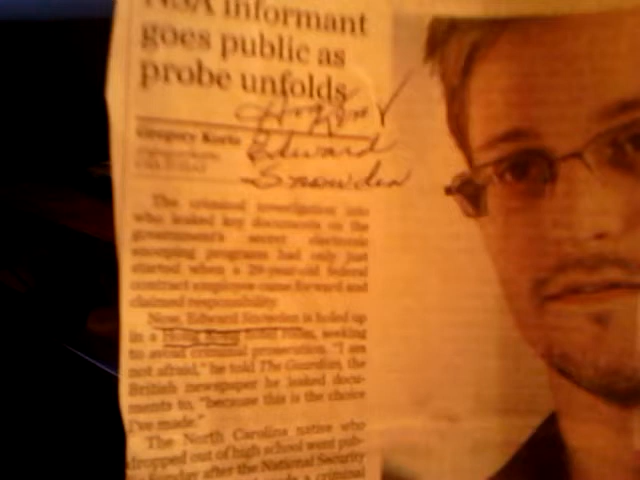 NSA informant
goes public as
probe unfolds
Gregory Korte
Edward
Snowden
The criminal investigation into
who leaked key documents on the
government's secret electronic
snooping programs had only just
started when a 29-year-old federal
contract employee came forward and
claimed responsibility.
Now, Edward Snowden is holed up
in a Hong Kong hotel room, seeking
to avoid criminal prosecution. "I am
not afraid," he told The Guardian, the
British newspaper he leaked docu-
ments to, "because this is the choice
I've made."
The North Carolina native who
dropped out of high school went pub-
Sunday after the National Security
made a criminal